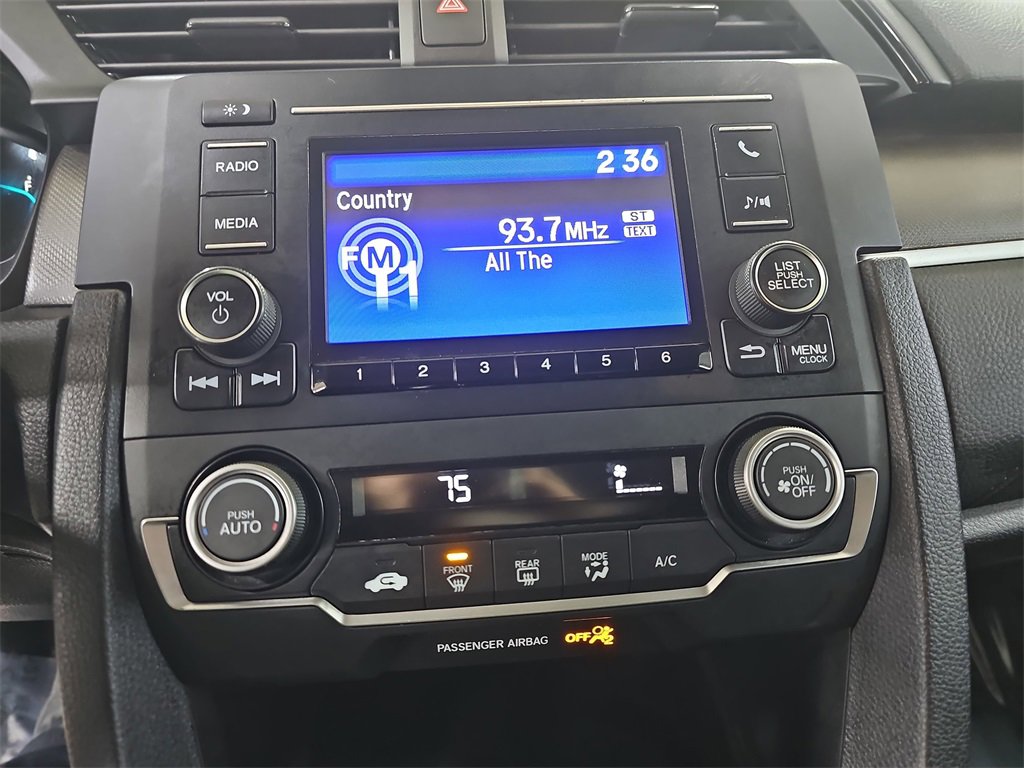 RADIO
MEDIA
VOL
2 36
Country
93.7 MHz
ST
TEXT
FM 1
All The
LIST
PUSH
SELECT
MENU
CLOCK
1 2 3 4 5 6
75
PUSH
AUTO
PUSH
ON/
OFF
FRONT
REAR
MODE
A/C
PASSENGER AIRBAG OFF 2